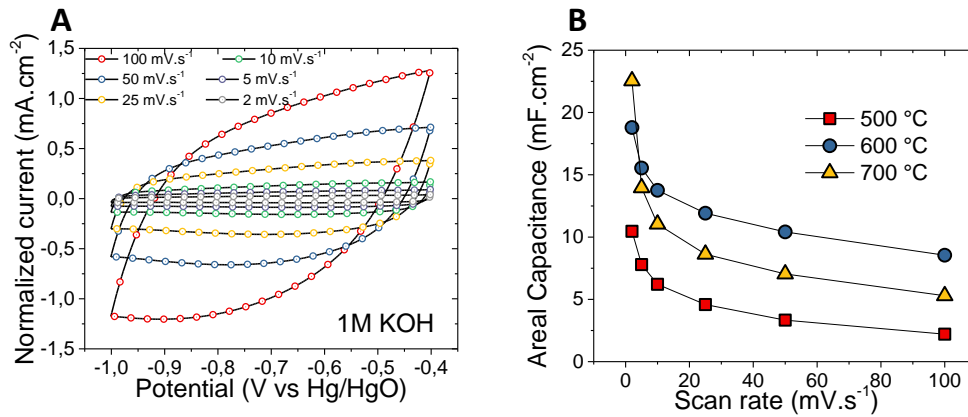 A
Normalized current (mA.cm⁻²)
1,5
1,0
0,5
0,0
-0,5
-1,0
-1,5
100 mV.s⁻¹ 10 mV.s⁻¹
50 mV.s⁻¹ 5 mV.s⁻¹
25 mV.s⁻¹ 2 mV.s⁻¹
1M KOH
-1,0 -0,9 -0,8 -0,7 -0,6 -0,5 -0,4
Potential (V vs Hg/HgO)
B
Areal Capacitance (mF.cm⁻²)
25
20
15
10
5
0
500 °C
600 °C
700 °C
0 20 40 60 80 100
Scan rate (mV.s⁻¹)